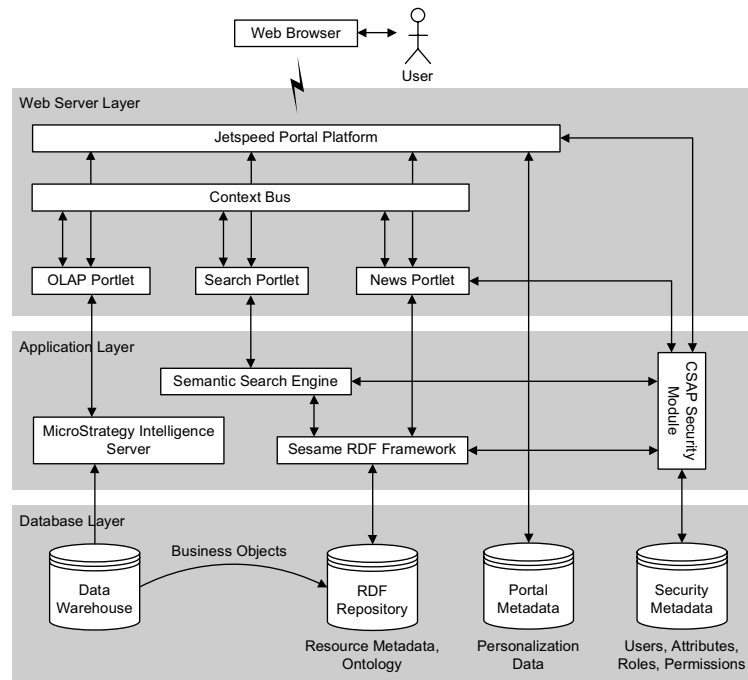 Web Browser
User
Web Server Layer
Jetspeed Portal Platform
Context Bus
OLAP Portlet
Search Portlet
News Portlet
Application Layer
Semantic Search Engine
CSAP Security
Module
MicroStrategy Intelligence
Server
Sesame RDF Framework
Database Layer
Business Objects
Data
Warehouse
RDF
Repository
Portal
Metadata
Security
Metadata
Resource Metadata,
Ontology
Personalization
Data
Users, Attributes,
Roles, Permissions